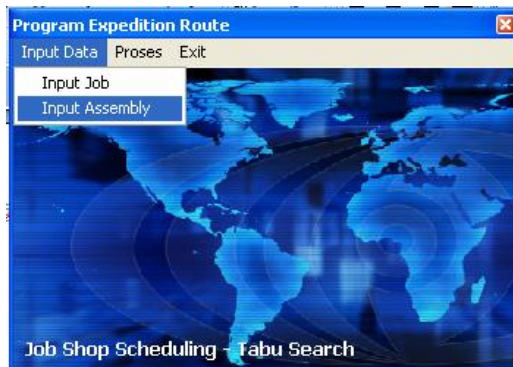 Program Expedition Route
Input Data Proses Exit
Input Job
Input Assembly
Job Shop Scheduling - Tabu Search